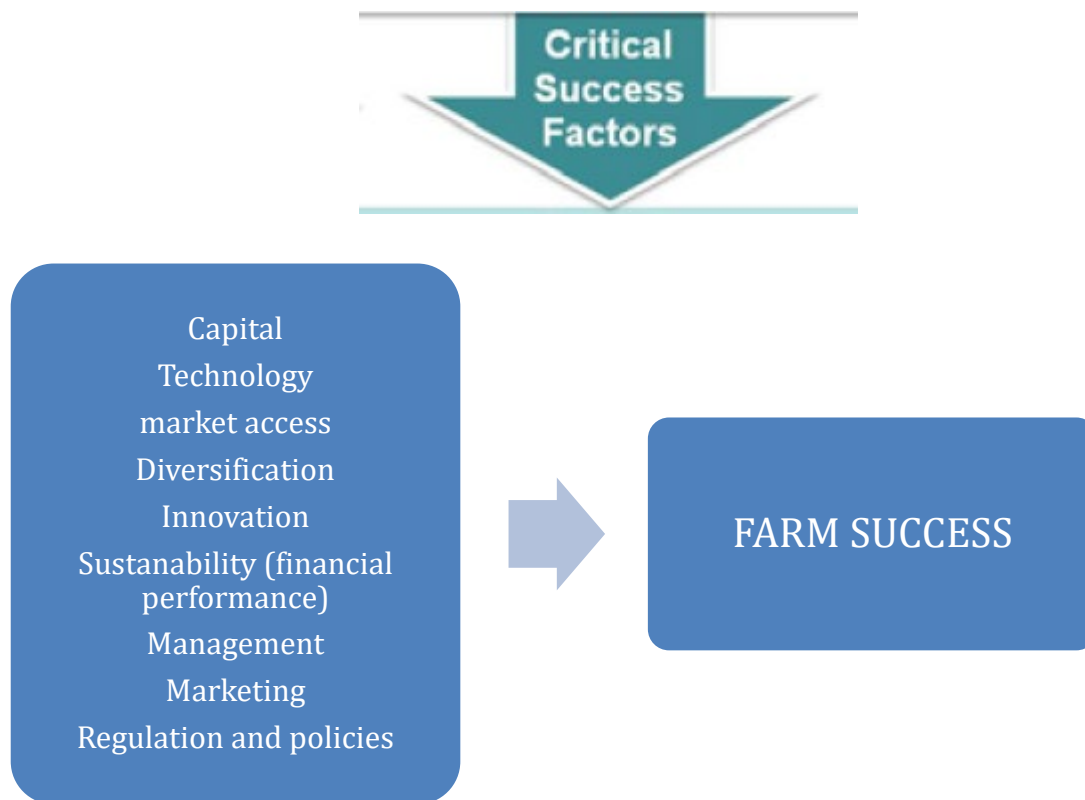 Critical
Success
Factors
Capital
Technology
market access
Diversification
Innovation
Sustanability (financial
performance)
Management
Marketing
Regulation and policies
FARM SUCCESS